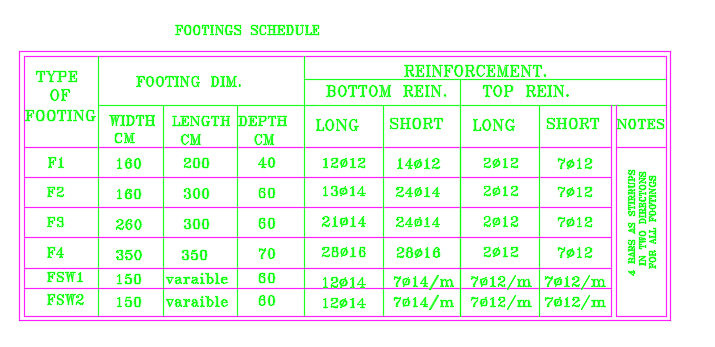 FOOTINGS SCHEDULE
TYPE OF FOOTING
FOOTING DIM.
REINFORCEMENT.
BOTTOM REIN. TOP REIN.
WIDTH CM LENGTH CM DEPTH CM LONG SHORT LONG SHORT NOTES
F1 160 200 40 12ø12 14ø12 2ø12 7ø12
F2 160 300 60 13ø14 24ø14 2ø12 7ø12
F3 260 300 60 21ø14 24ø14 2ø12 7ø12
F4 350 350 70 28ø16 28ø16 2ø12 7ø12
FSW1 150 varaible 60 12ø14 7ø14/m 7ø12/m 7ø12/m
FSW2 150 varaible 60 12ø14 7ø14/m 7ø12/m 7ø12/m
4 BARS AS STIRRUPS
IN TWO DIRECTONS
FOR ALL FOOTINGS